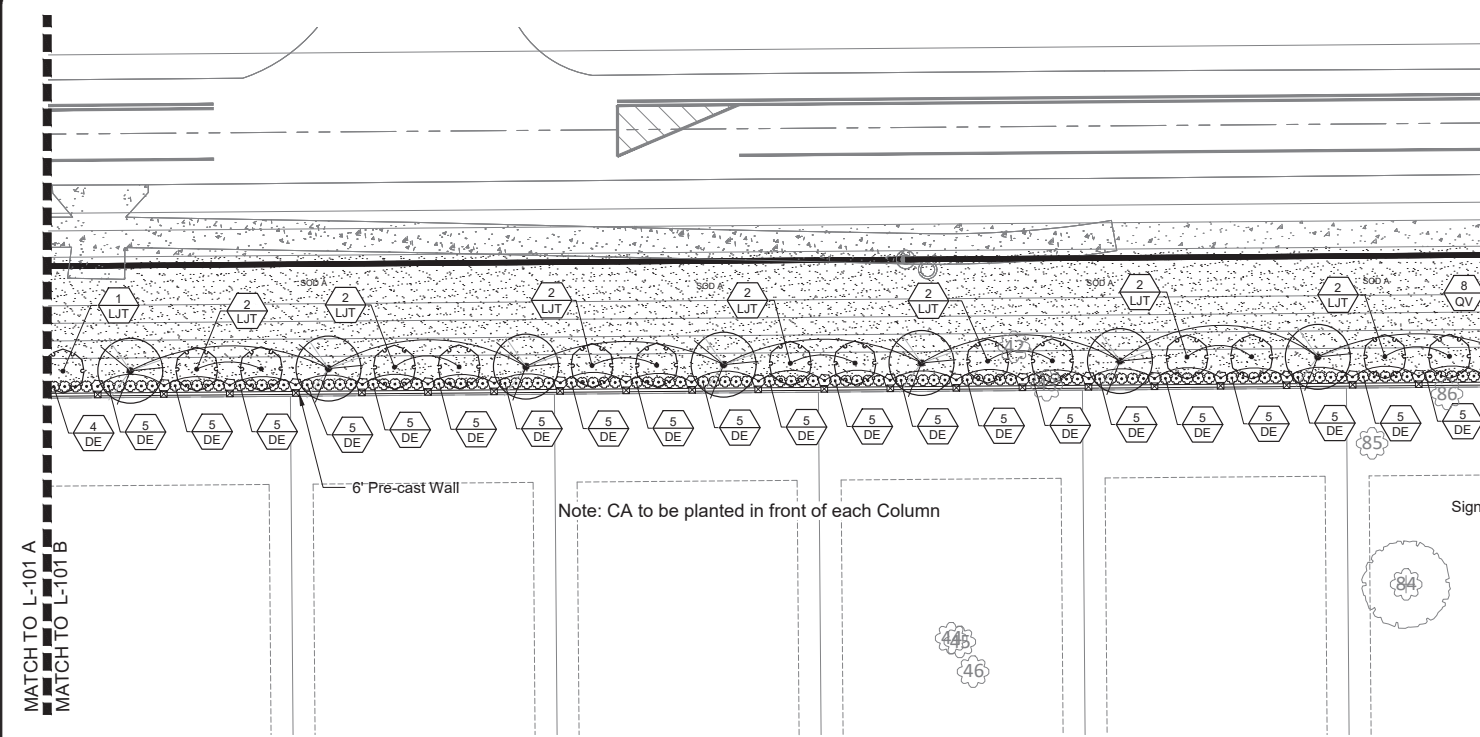 1
LJT
2
LJT
SOD A
2
LJT
2
LJT
SOD A
2
LJT
2
LJT
SOD A
2
LJT
2
LJT
SOD A
8
QV
86
4
DE
5
DE
5
DE
5
DE
5
DE
5
DE
5
DE
5
DE
5
DE
5
DE
5
DE
5
DE
5
DE
5
DE
5
DE
5
DE
5
DE
5
DE
5
DE
5
DE
5
DE
5
DE
85
6' Pre-cast Wall
Note: CA to be planted in front of each Column
Sign
84
44
46
MATCH TO L-101 A
MATCH TO L-101 B